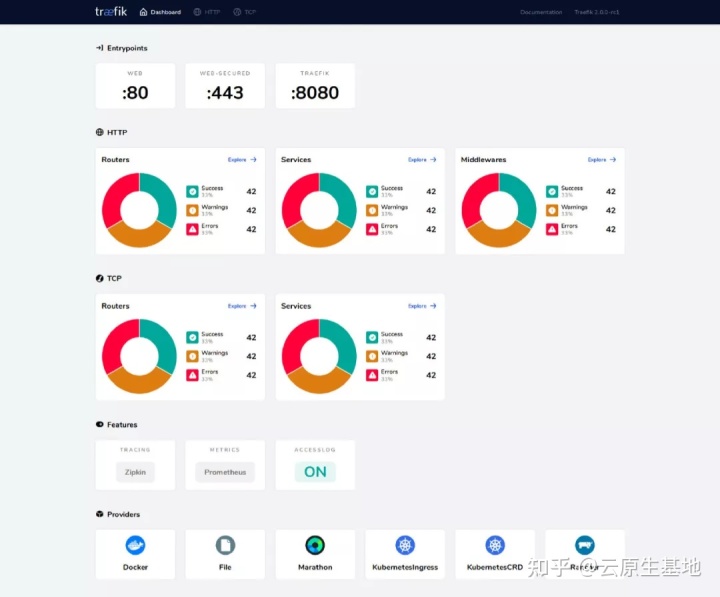 træfik Dashboard HTTP TCP Documentation Traefik 2.0.0-rc1
Entrypoints
WEB WEB-SECURED TRAEFIK
:80 :443 :8080
HTTP
Routers Explore Services Explore Middlewares Explore
Success 42 Success 42 Success 42
33% 33% 33%
Warnings 42 Warnings 42 Warnings 42
33% 33% 33%
Errors 42 Errors 42 Errors 42
33% 33% 33%
TCP
Routers Explore Services Explore
Success 42 Success 42
33% 33%
Warnings 42 Warnings 42
33% 33%
Errors 42 Errors 42
33% 33%
Features
TRACING METRICS ACCESSLOG
Zipkin Prometheus ON
Providers
Docker File Marathon KubernetesIngress KubernetesCRD Rancher
知乎 @云原生基地